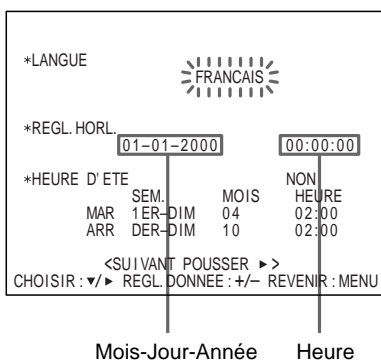 *LANGUE
FRANCAIS
*REGL. HORL.
01–01–2000 00:00:00
*HEURE D'ETE NON
SEM. MOIS HEURE
MAR 1ER–DIM 04 02:00
ARR DER–DIM 10 02:00
<SUIVANT POUSSER ►>
CHOISIR : ▼/► REGL. DONNEE : +/– REVENIR : MENU
Mois-Jour-Année Heure